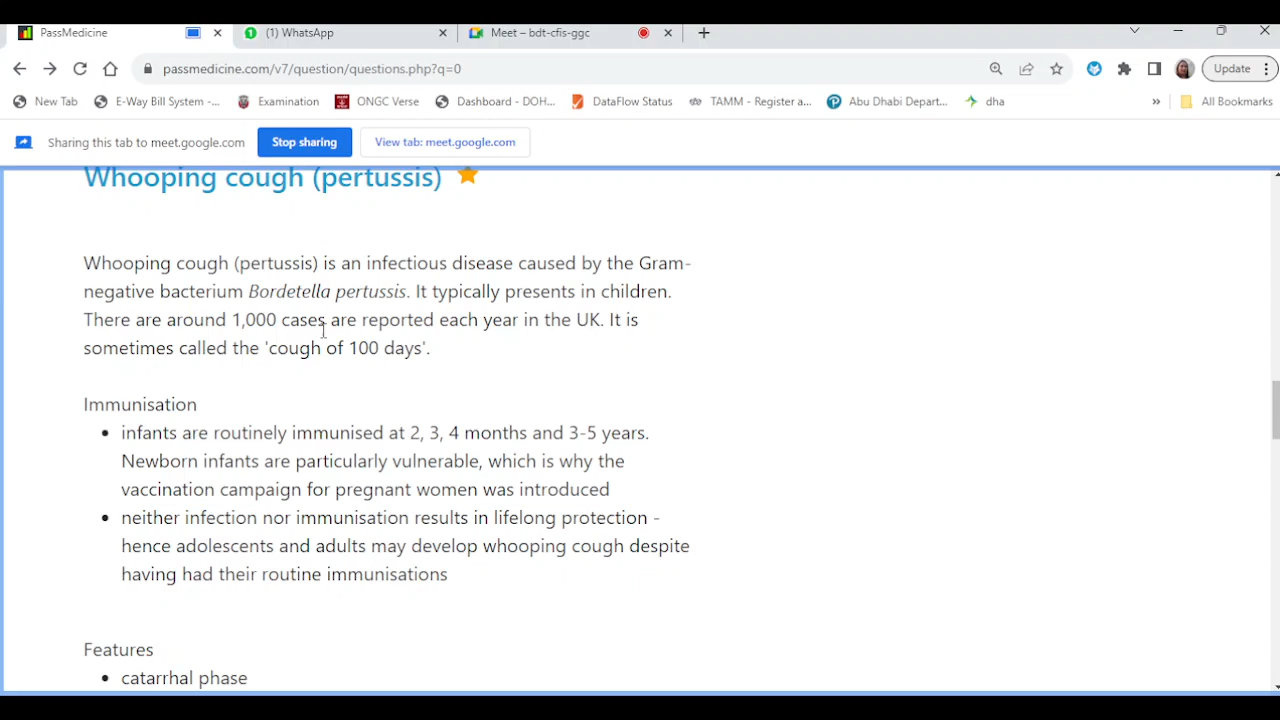 PassMedicine
(1) WhatsApp
Meet – bdt-cfis-ggc
passmedicine.com/v7/question/questions.php?q=0
Update
New Tab
E-Way Bill System -...
Examination
ONGC Verse
Dashboard - DOH...
DataFlow Status
TAMM - Register a...
Abu Dhabi Depart...
dha
»
All Bookmarks
Sharing this tab to meet.google.com
Stop sharing
View tab: meet.google.com
Whooping cough (pertussis)
Whooping cough (pertussis) is an infectious disease caused by the Gram-
negative bacterium Bordetella pertussis. It typically presents in children.
There are around 1,000 cases are reported each year in the UK. It is
sometimes called the 'cough of 100 days'.
Immunisation
• infants are routinely immunised at 2, 3, 4 months and 3-5 years.
Newborn infants are particularly vulnerable, which is why the
vaccination campaign for pregnant women was introduced
• neither infection nor immunisation results in lifelong protection -
hence adolescents and adults may develop whooping cough despite
having had their routine immunisations
Features
• catarrhal phase